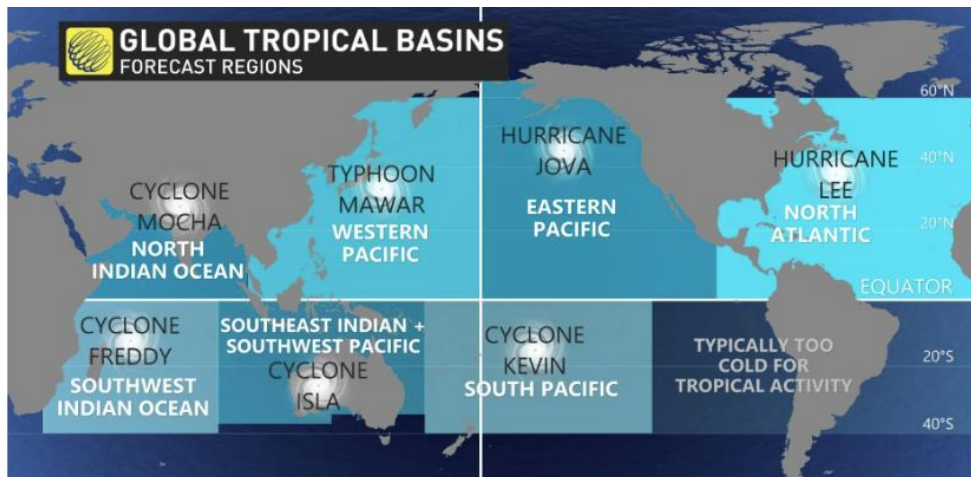 GLOBAL TROPICAL BASINS
FORECAST REGIONS
60°N
HURRICANE
JOVA
HURRICANE
LEE
40°N
TYPHOON
MAWAR
CYCLONE
MOCHA
EASTERN
PACIFIC
NORTH
ATLANTIC
20°N
WESTERN
PACIFIC
NORTH
INDIAN OCEAN
EQUATOR
CYCLONE
FREDDY
SOUTHEAST INDIAN +
SOUTHWEST PACIFIC
CYCLONE
KEVIN
TYPICALLY TOO
COLD FOR
TROPICAL ACTIVITY
20°S
CYCLONE
ISLA
SOUTHWEST
INDIAN OCEAN
SOUTH PACIFIC
40°S